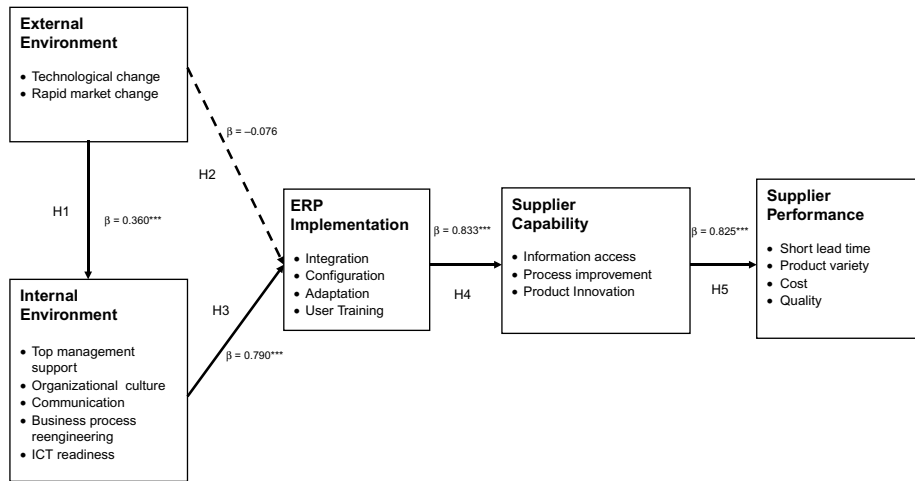 External
Environment
• Technological change
• Rapid market change
β = –0.076
H2
H1
β = 0.360***
ERP
Implementation
• Integration
• Configuration
• Adaptation
• User Training
β = 0.833***
H4
Supplier
Capability
• Information access
• Process improvement
• Product Innovation
β = 0.825***
H5
Supplier
Performance
• Short lead time
• Product variety
• Cost
• Quality
Internal
Environment
• Top management
support
• Organizational culture
• Communication
• Business process
reengineering
• ICT readiness
H3
β = 0.790***